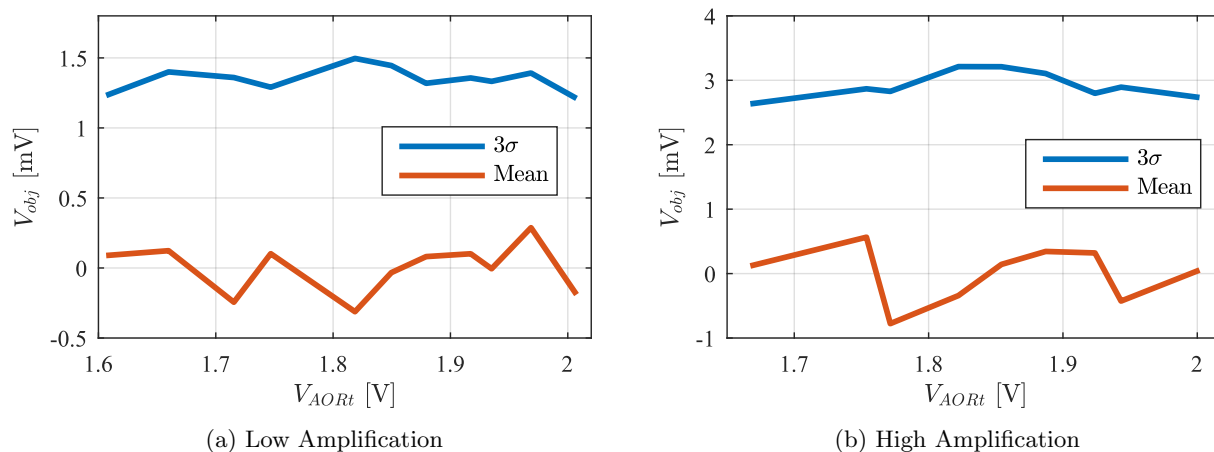 1.5
1
0.5
0
-0.5
V_obj [mV]
3σ
Mean
1.6 1.7 1.8 1.9 2
V_AORt [V]
(a) Low Amplification
4
3
2
1
0
-1
V_obj [mV]
3σ
Mean
1.7 1.8 1.9 2
V_AORt [V]
(b) High Amplification